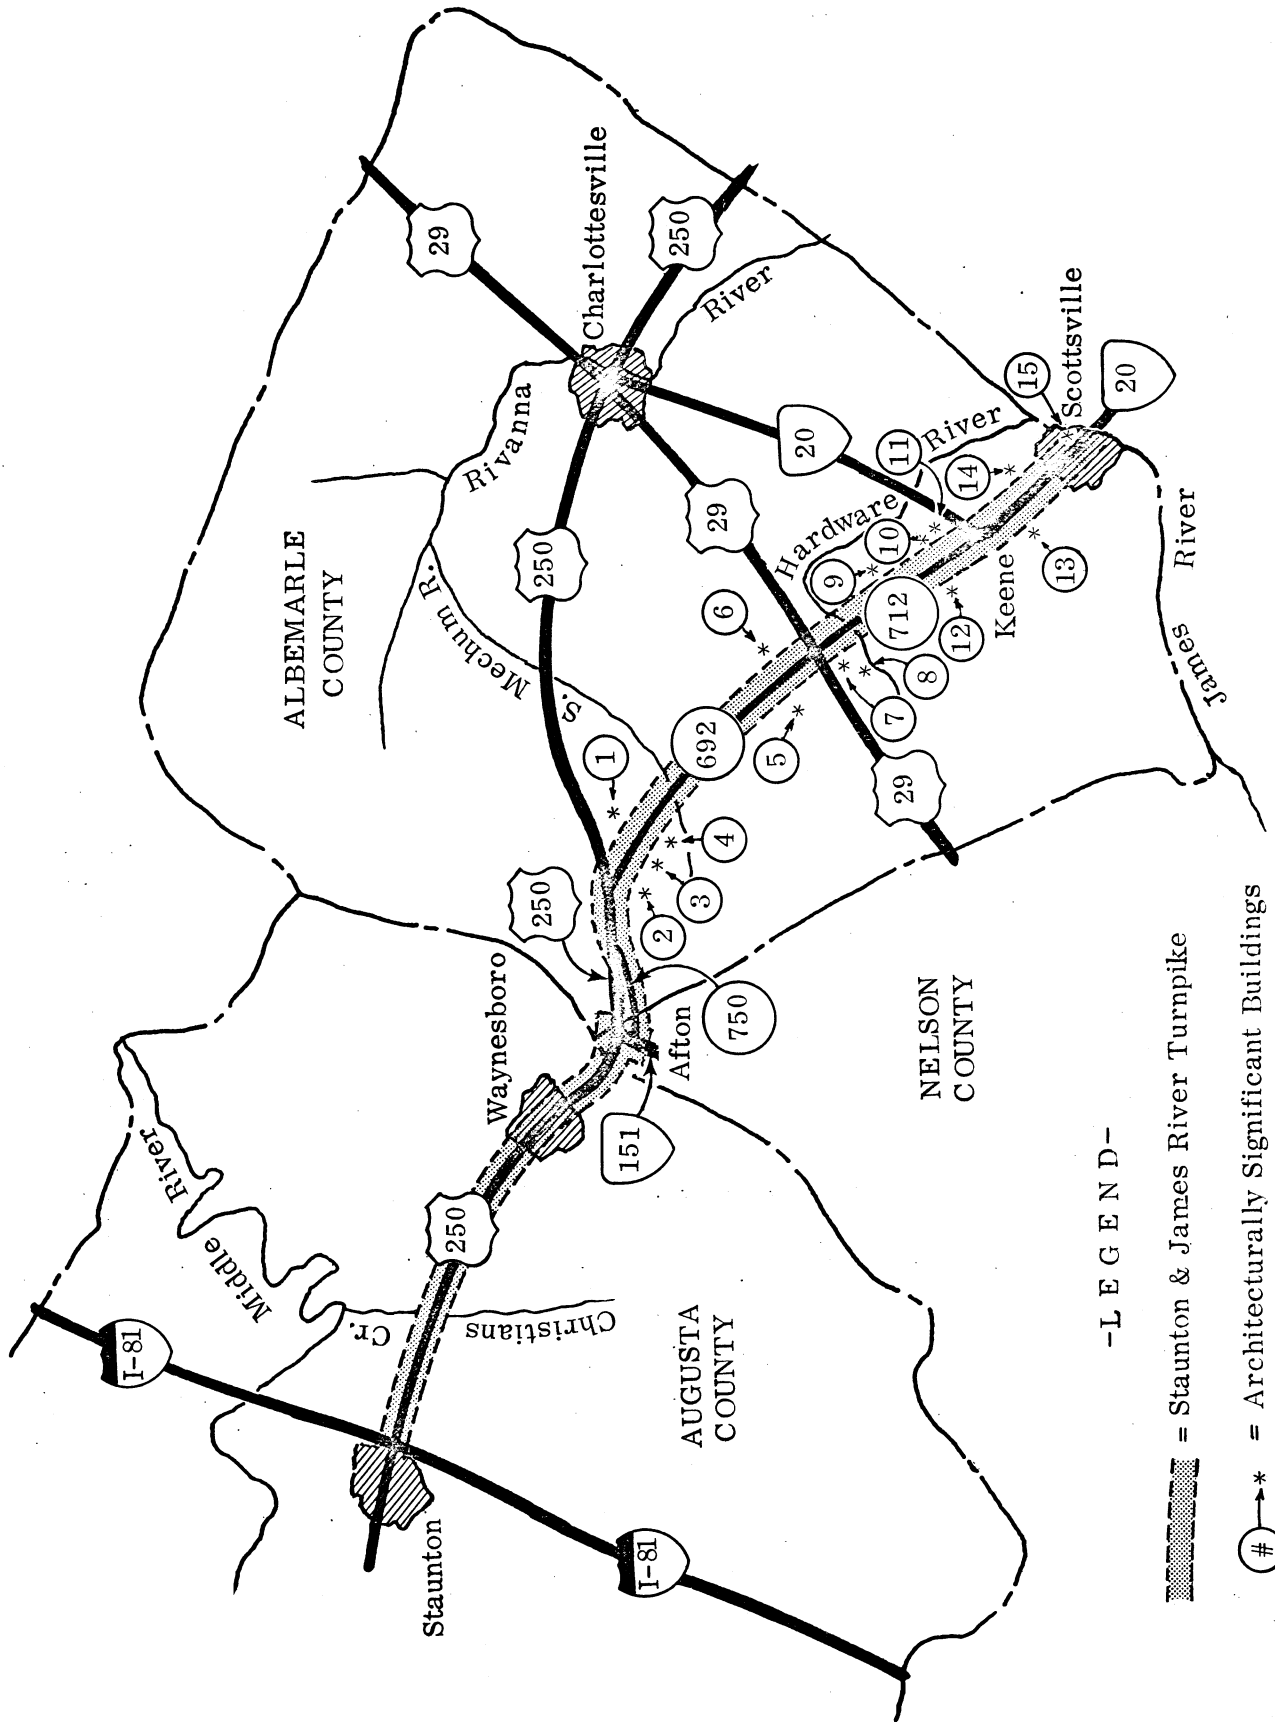 ALBEMARLE
COUNTY
29
Charlottesville
250
River
Rivanna
Mechum R.
S.
250
29
20
Hardware
River
Scottsville
20
15
14
11
10
9
712
Keene
13
12
8
7
6
5
692
1
29
4
3
2
250
750
Afton
151
Waynesboro
James
River
NELSON
COUNTY
Middle
River
250
Christians
Cr.
I-81
Staunton
I-81
AUGUSTA
COUNTY
-LEGEND-
= Staunton & James River Turnpike
# * = Architecturally Significant Buildings